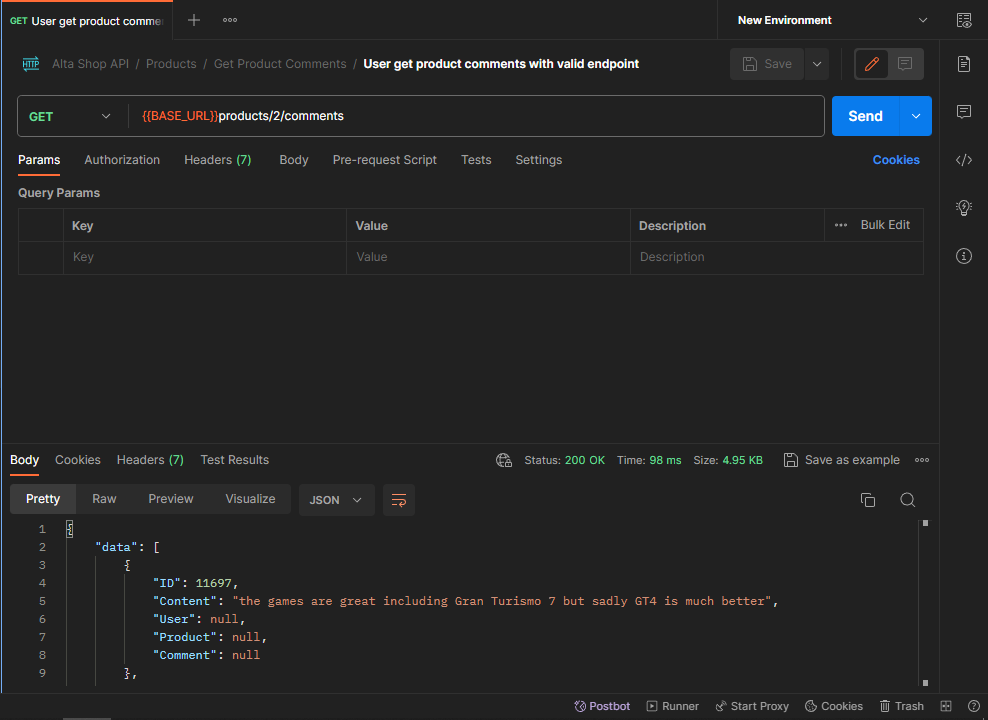 GET User get product comme
New Environment
HTTP Alta Shop API / Products / Get Product Comments / User get product comments with valid endpoint
Save
GET {{BASE_URL}}products/2/comments Send
Params Authorization Headers (7) Body Pre-request Script Tests Settings Cookies
Query Params
Key Value Description Bulk Edit
Key Value Description
Body Cookies Headers (7) Test Results Status: 200 OK Time: 98 ms Size: 4.95 KB Save as example
Pretty Raw Preview Visualize JSON
1 {
2 "data": [
3 {
4 "ID": 11697,
5 "Content": "the games are great including Gran Turismo 7 but sadly GT4 is much better",
6 "User": null,
7 "Product": null,
8 "Comment": null
9 },
Postbot Runner Start Proxy Cookies Trash